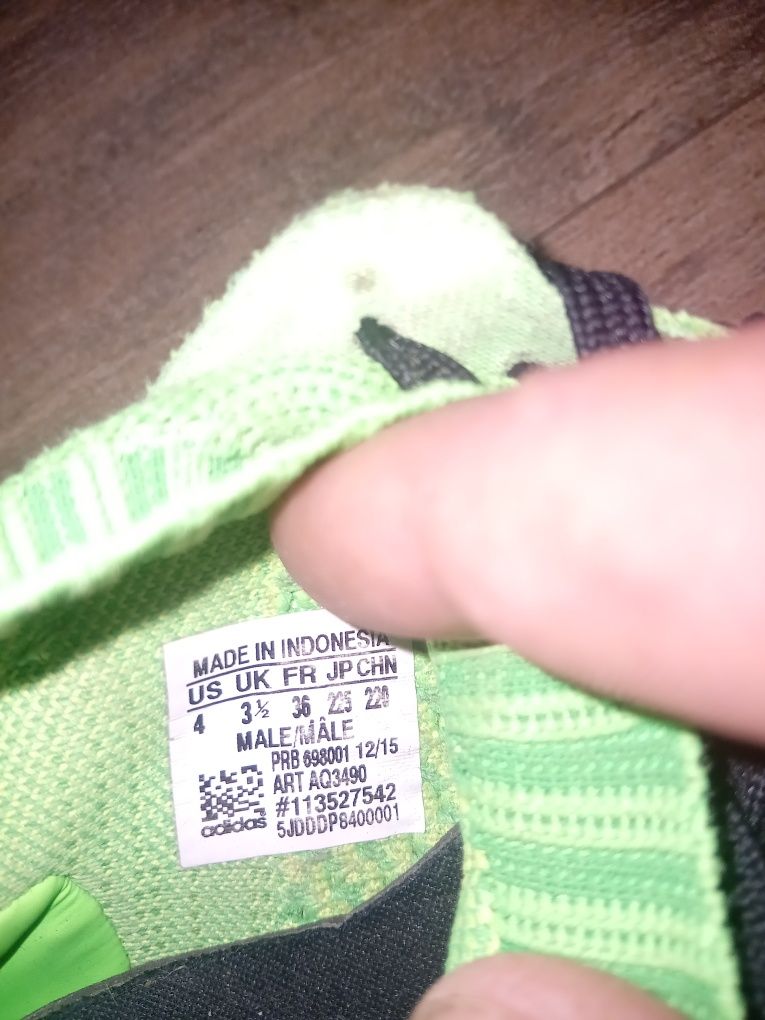 MADE IN INDONESIA
US UK FR JP CHN
4 3½ 36 225 220
MALE/MÂLE
PRB 698001 12/15
ART AQ3490
#113527542
adidas 5JDDDP8400001